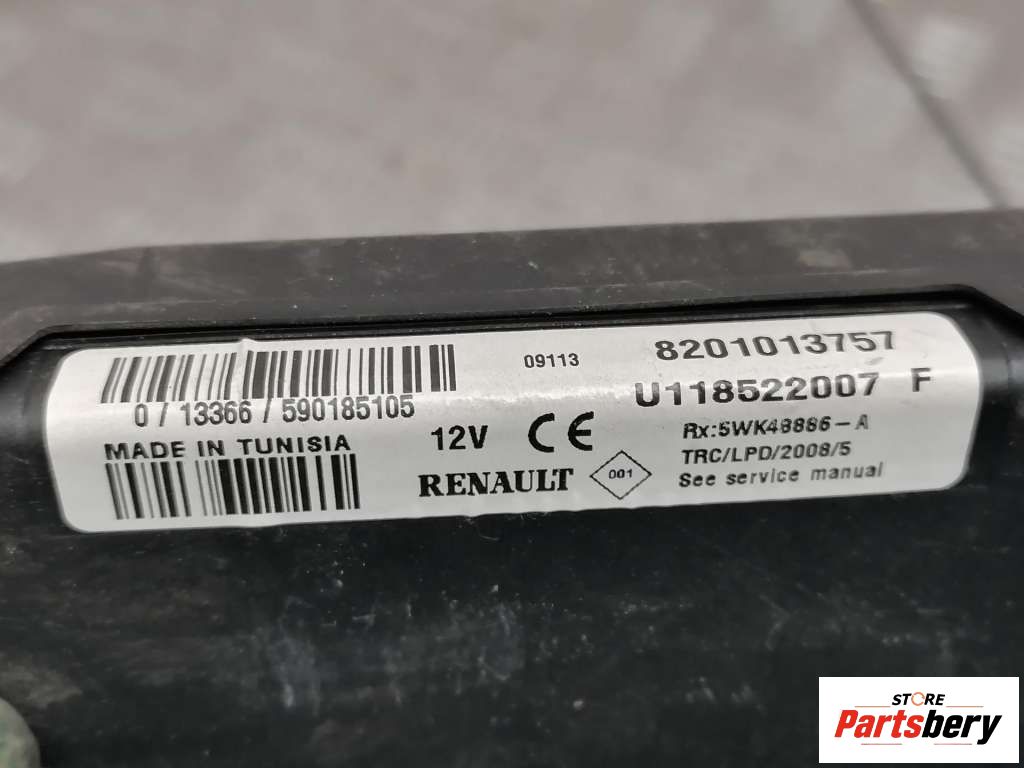 0 / 13366 / 590185105
MADE IN TUNISIA
09113
12V CE
RENAULT 001
8201013757
U118522007 F
Rx:5WK48886-A
TRC/LPD/2008/5
See service manual
STORE
Partsbery